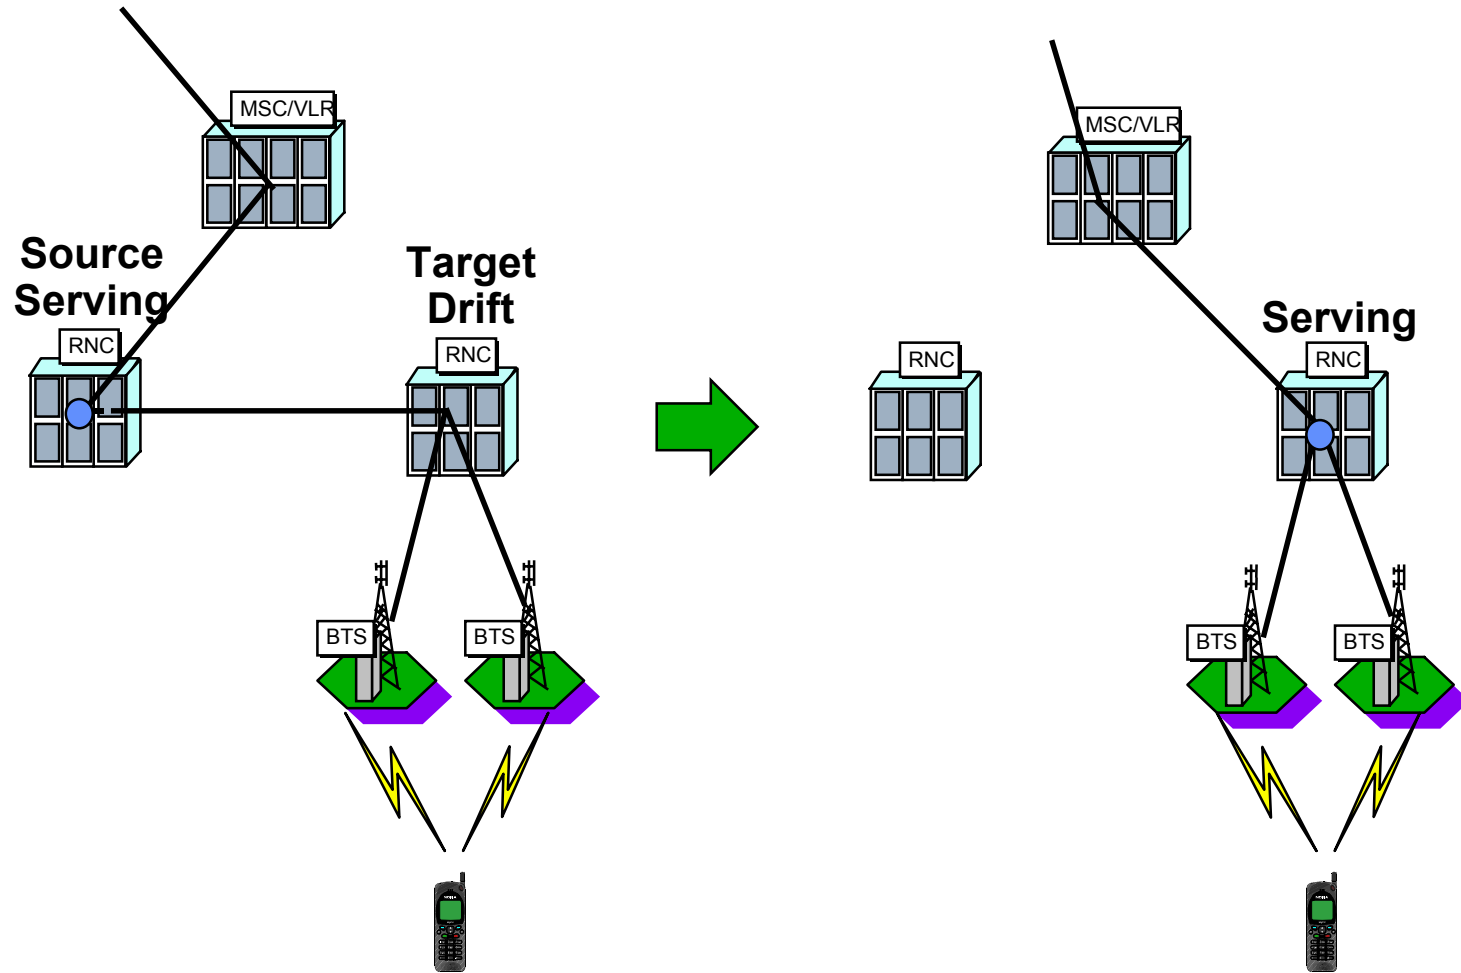 MSC/VLR
Source
Serving
RNC
Target
Drift
RNC
BTS
BTS
MSC/VLR
RNC
Serving
RNC
BTS
BTS